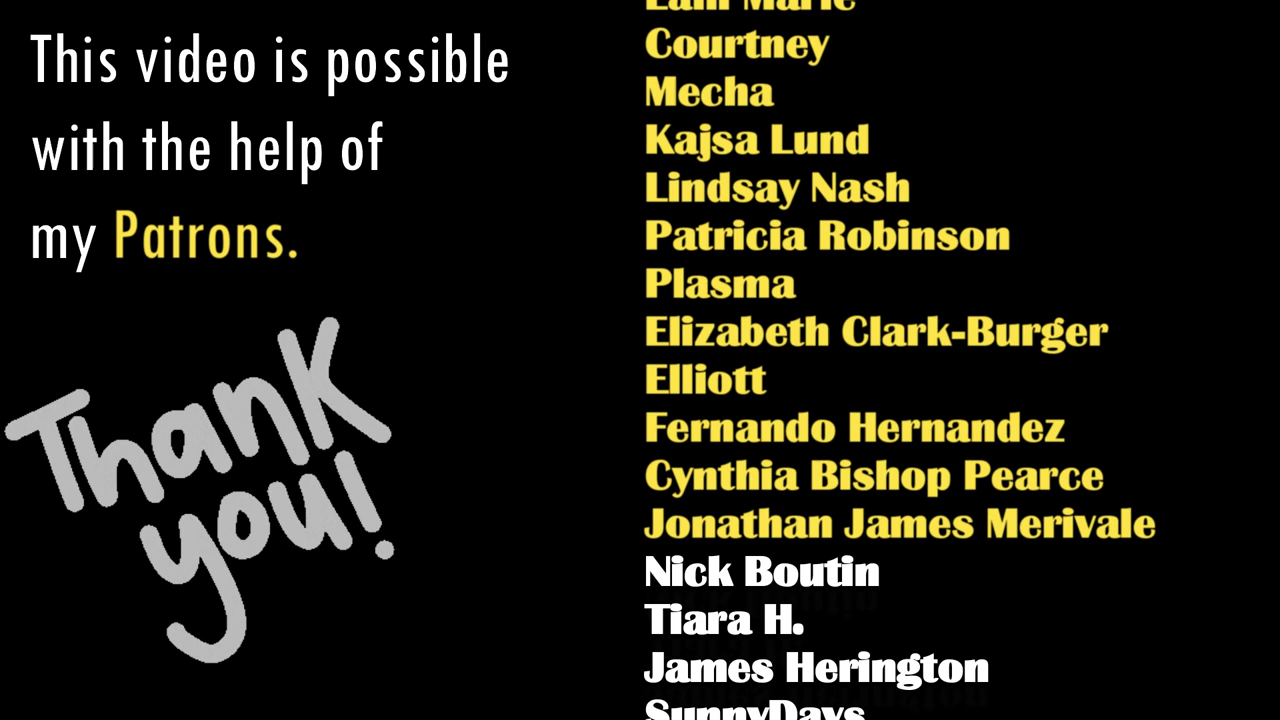 This video is possible
with the help of
my Patrons.
Thank
you!
Courtney
Mecha
Kajsa Lund
Lindsay Nash
Patricia Robinson
Plasma
Elizabeth Clark-Burger
Elliott
Fernando Hernandez
Cynthia Bishop Pearce
Jonathan James Merivale
Nick Boutin
Tiara H.
James Herington
SunnyDays